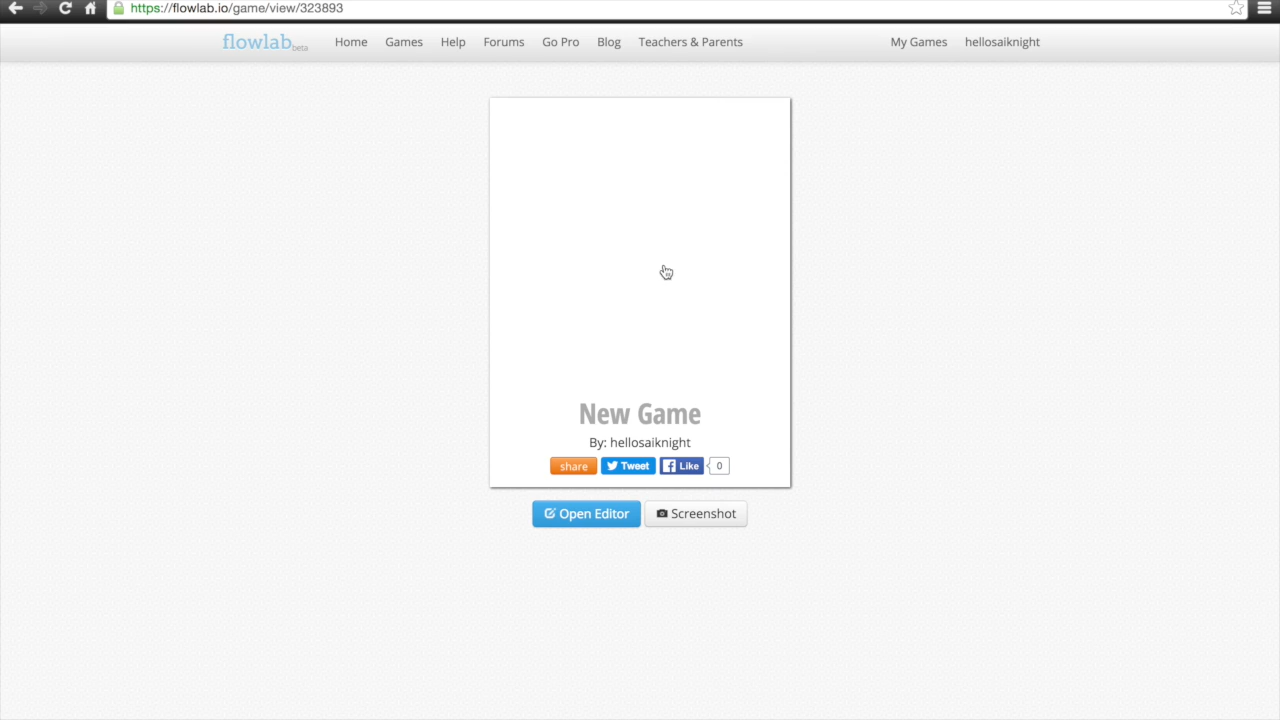 https://flowlab.io/game/view/323893
flowlab beta Home Games Help Forums Go Pro Blog Teachers & Parents My Games hellosaiknight
New Game
By: hellosaiknight
share Tweet Like 0
Open Editor Screenshot